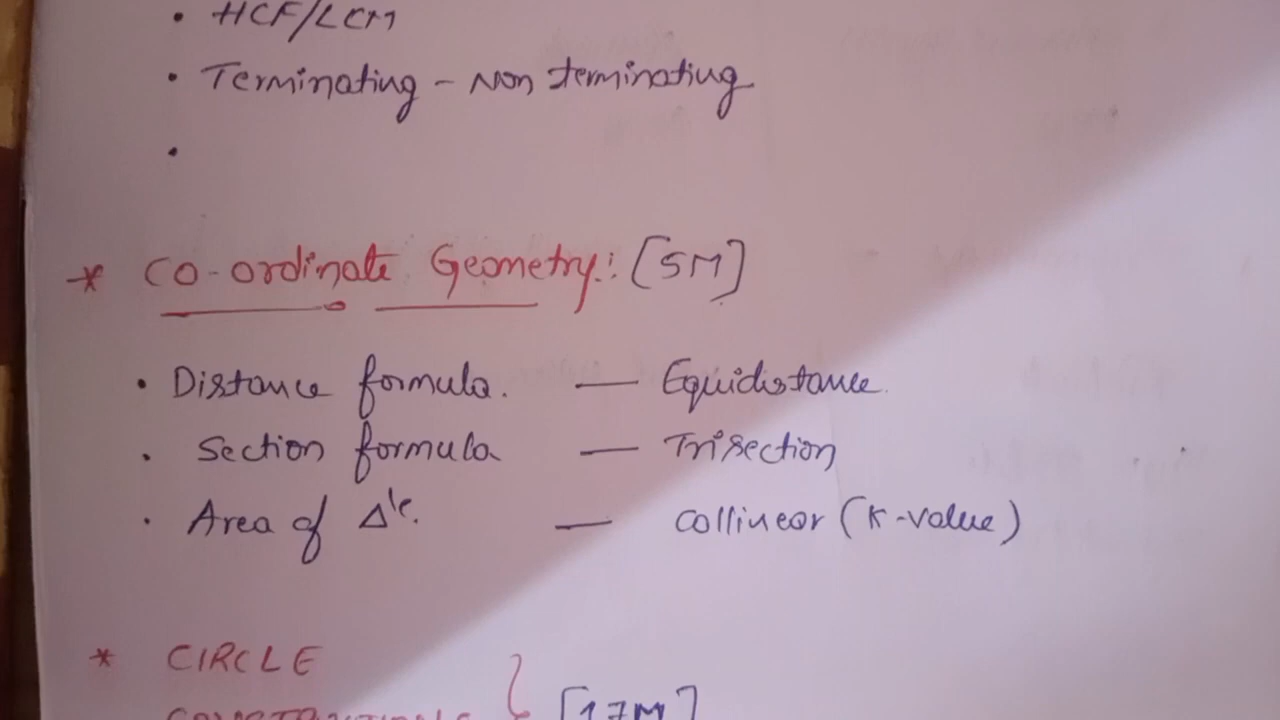 • HCF/LCM
• Terminating - Non terminating
•
* Co-ordinate Geometry: [5M]
• Distance formula. — Equidistance
• Section formula — Trisection
• Area of Δ'le. — Collinear (K-value)
* CIRCLE
[17M]